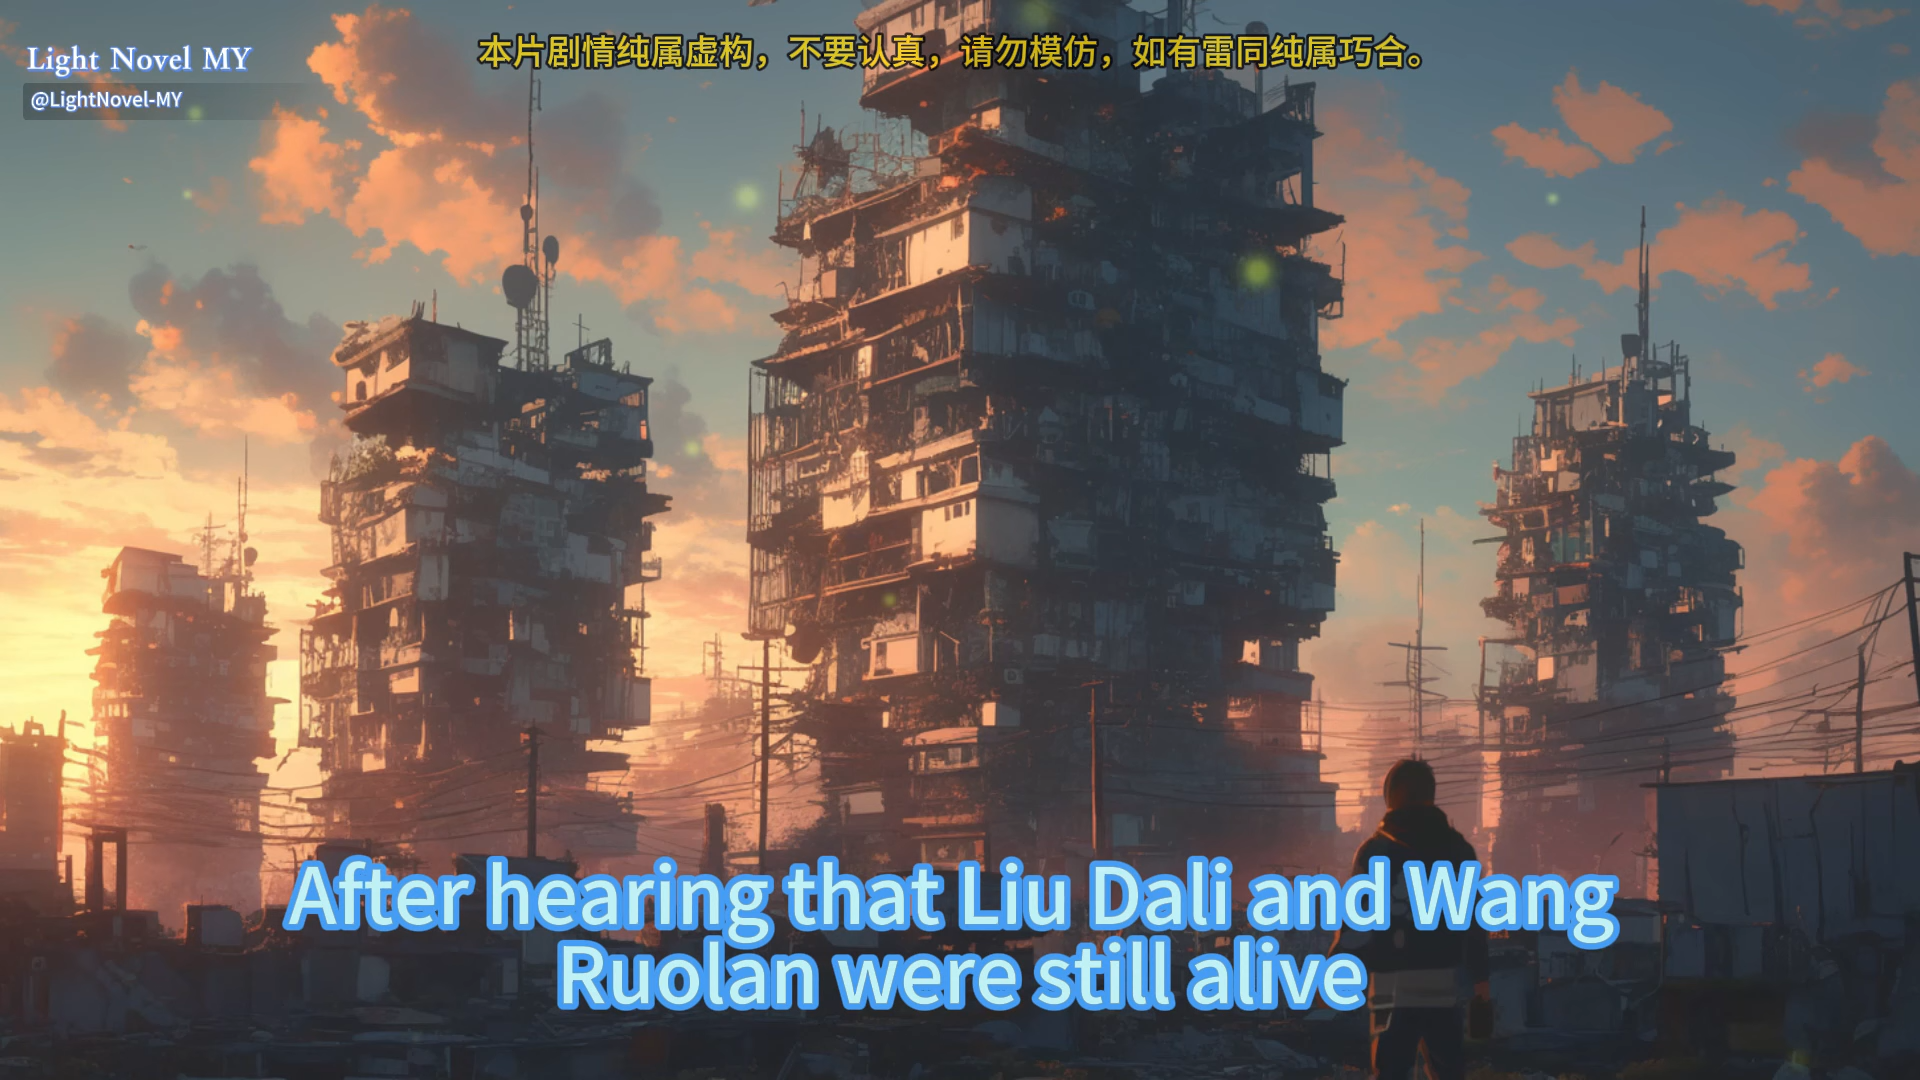 Light Novel MY
@LightNovel-MY
本片剧情纯属虚构，不要认真，请勿模仿，如有雷同纯属巧合。
After hearing that Liu Dali and Wang
Ruolan were still alive